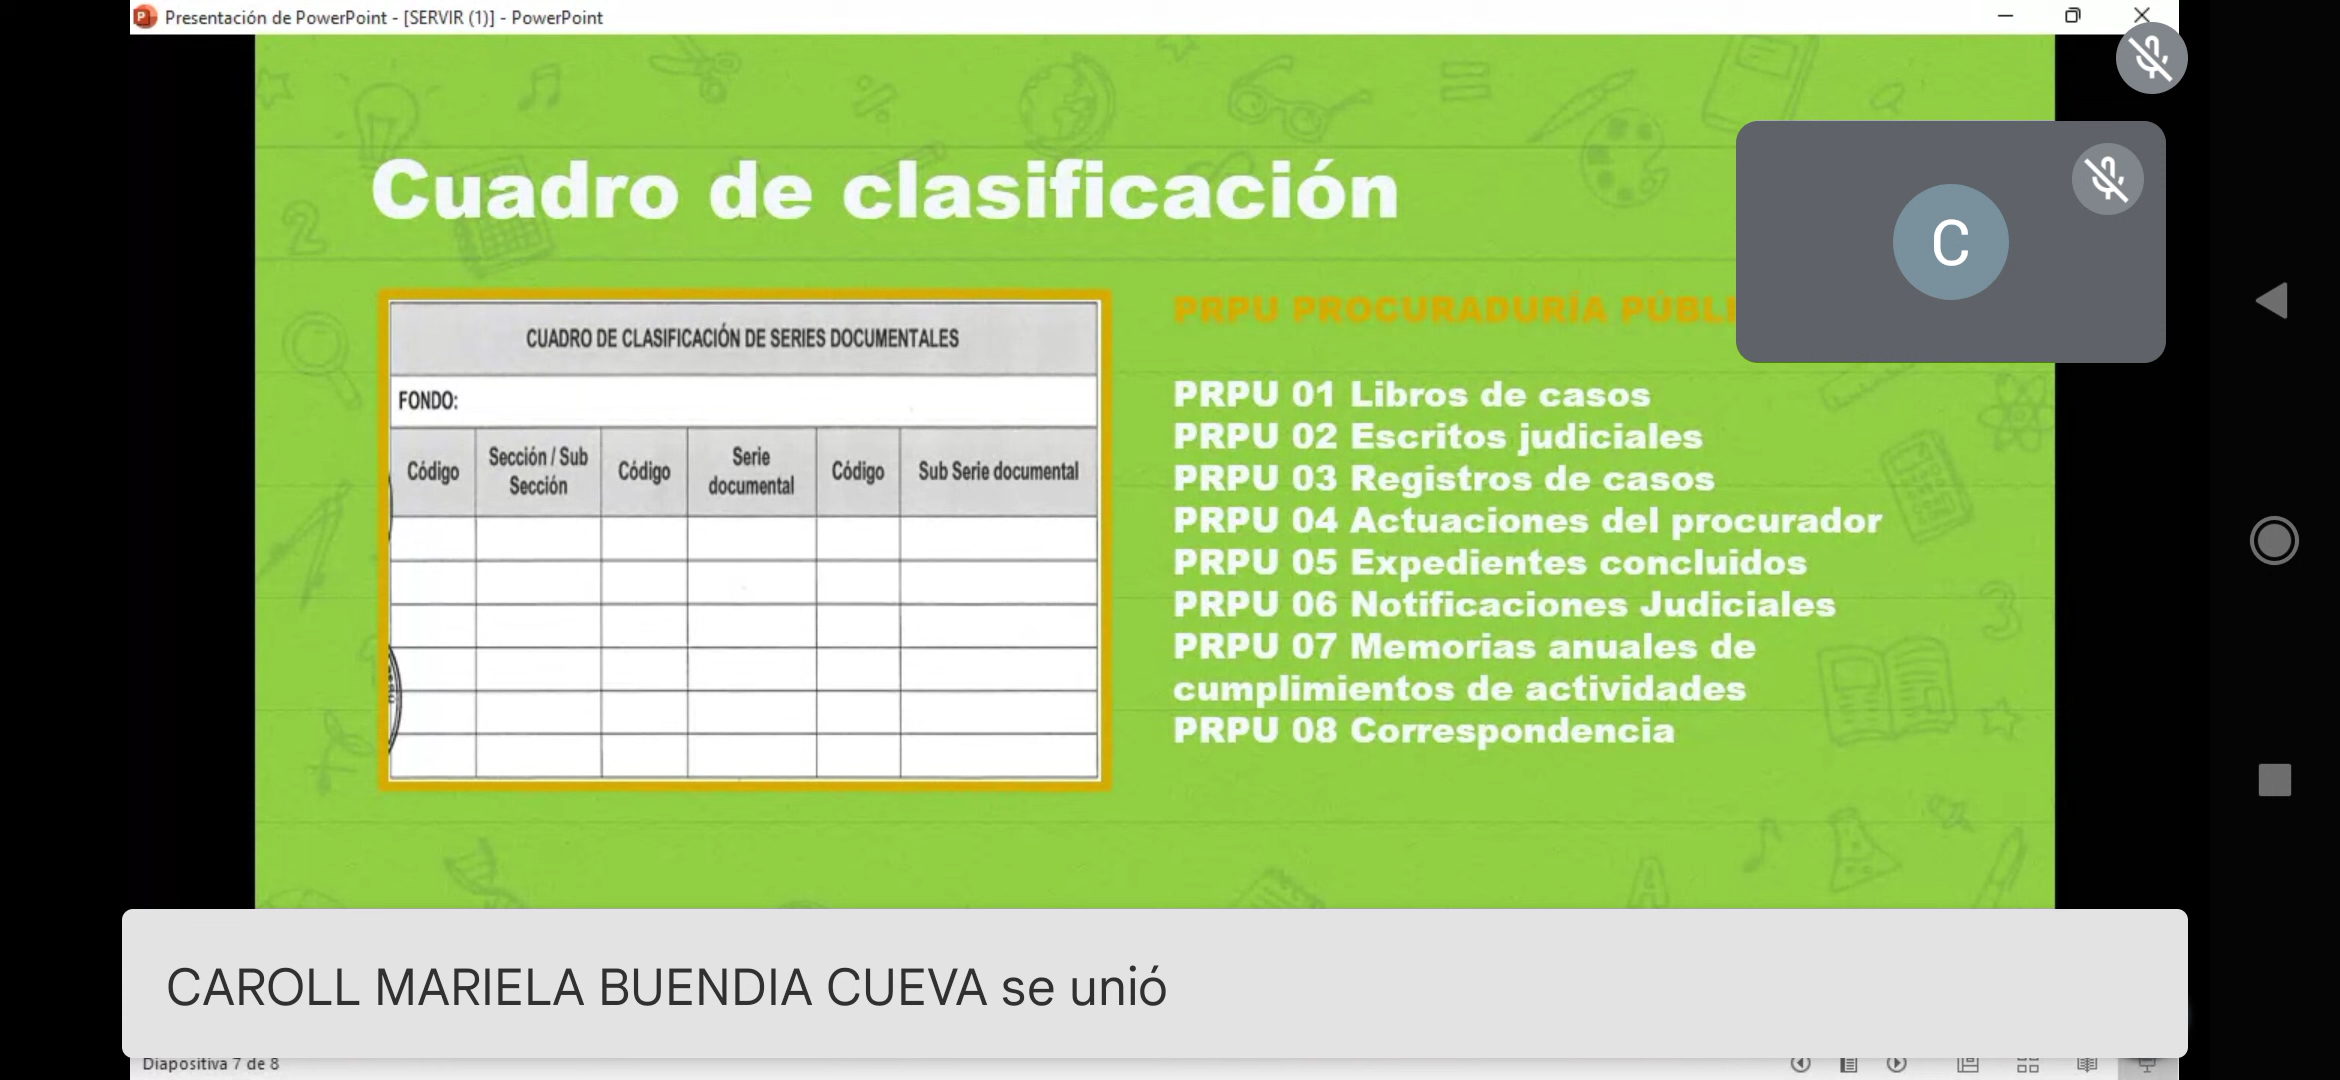 Presentación de PowerPoint - [SERVIR (1)] - PowerPoint
Cuadro de clasificación
CUADRO DE CLASIFICACIÓN DE SERIES DOCUMENTALES
FONDO:
Código
Sección / Sub
Sección
Código
Serie
documental
Código
Sub Serie documental
PRPU PROCURADURÍA
PRPU 01 Libros de casos
PRPU 02 Escritos judiciales
PRPU 03 Registros de casos
PRPU 04 Actuaciones del procurador
PRPU 05 Expedientes concluidos
PRPU 06 Notificaciones Judiciales
PRPU 07 Memorias anuales de
cumplimientos de actividades
PRPU 08 Correspondencia
C
CAROLL MARIELA BUENDIA CUEVA se unió
Diapositiva 7 de 8